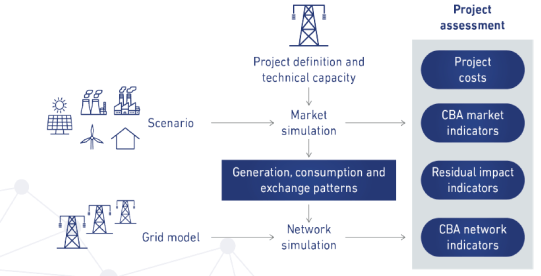 Project
assessment
Project definition and
technical capacity
Project
costs
Scenario
Market
simulation
CBA market
indicators
Generation, consumption and
exchange patterns
Residual impact
indicators
Grid model
Network
simulation
CBA network
indicators